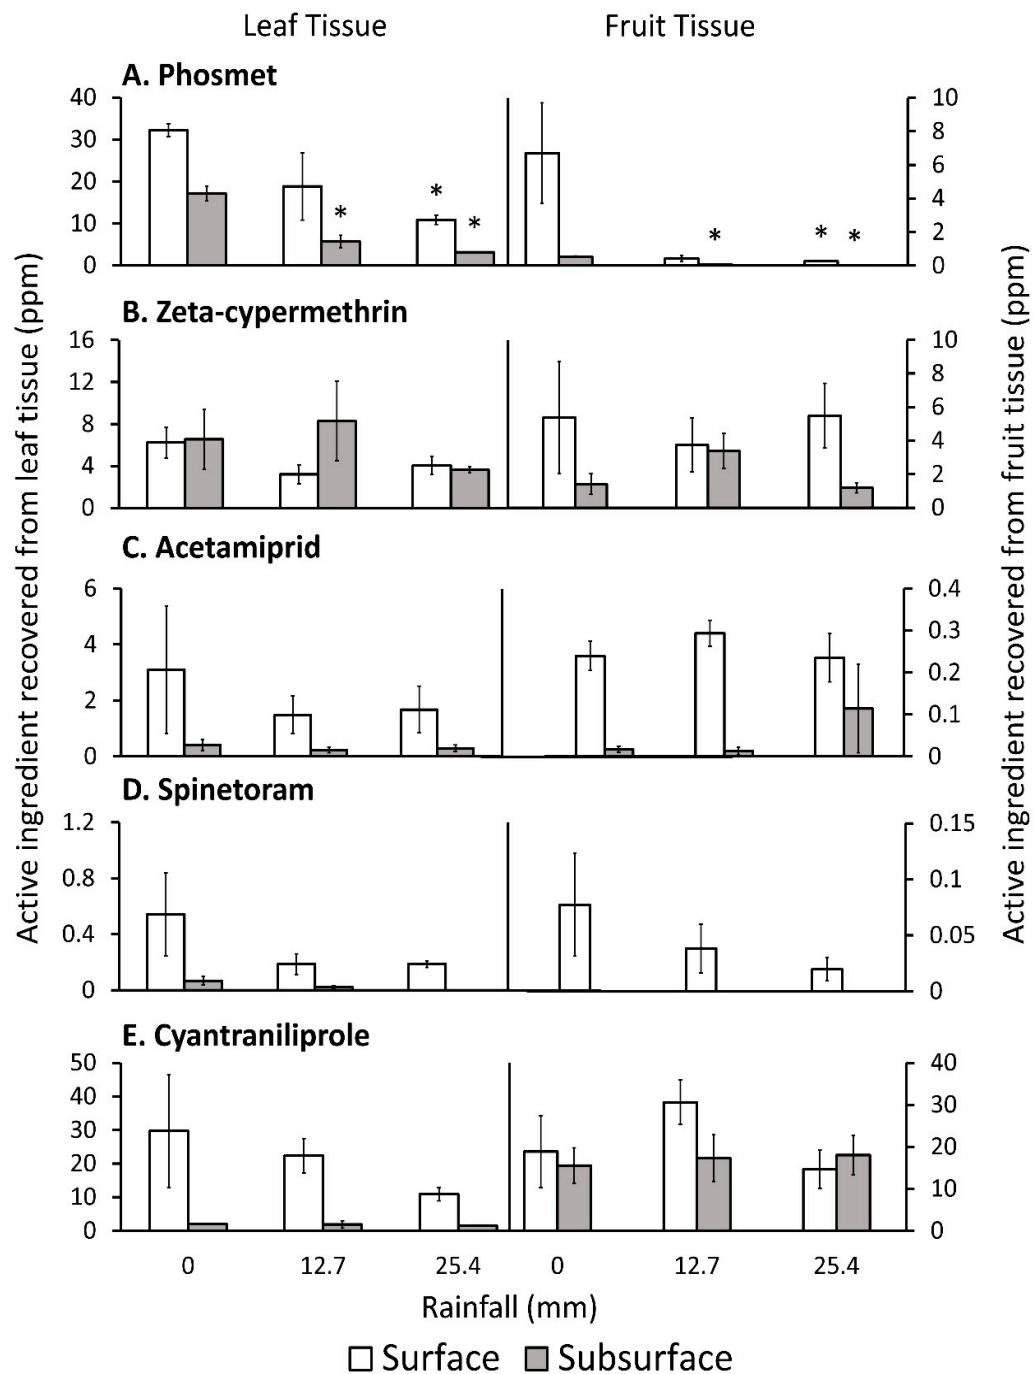 Leaf Tissue Fruit Tissue
A. Phosmet
40 10
30 8
* 6
20 * * 4
10 * * * 2
0 0
B. Zeta-cypermethrin
16 10
12 8
6
8 4
4 2
0 0
C. Acetamiprid
6 0.4
0.3
4 0.2
2 0.1
0 0
D. Spinetoram
1.2 0.15
0.8 0.1
0.4 0.05
0 0
E. Cyantraniliprole
50 40
40 30
30 20
20 10
10
0 0
0 12.7 25.4 0 12.7 25.4
Rainfall (mm)
Surface Subsurface
Active ingredient recovered from leaf tissue (ppm)
Active ingredient recovered from fruit tissue (ppm)